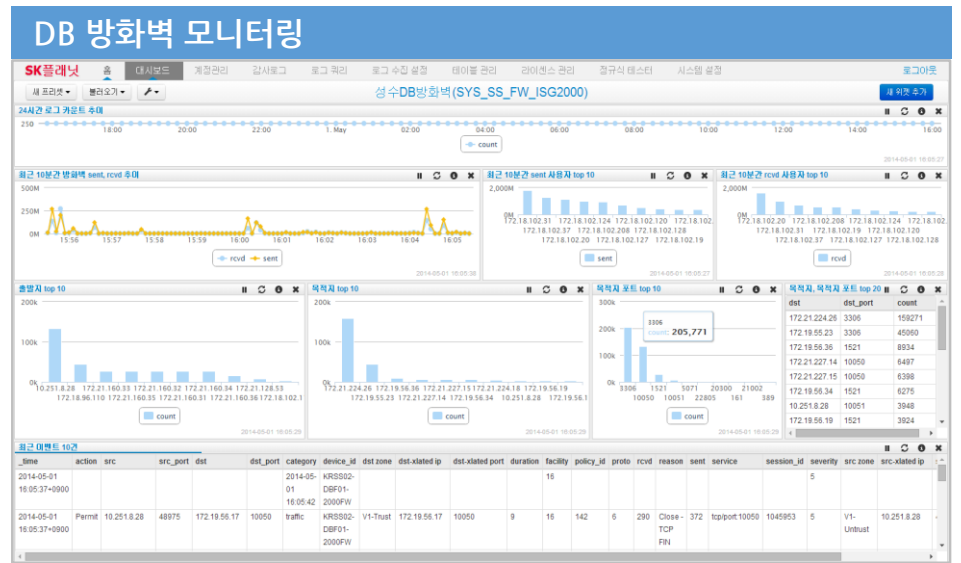 DB 방화벽 모니터링
SK플래닛 홈 대시보드 계정관리 감사로그 로그 쿼리 로그 수집 설정 테이블 관리 라이센스 관리 정규식 테스터 시스템 설정 로그아웃
새 프리셋 불러오기 성수DB방화벽(SYS_SS_FW_ISG2000) 새 위젯 추가
24시간 로그 카운트 추이
250
18:00 20:00 22:00 1. May 02:00 04:00 06:00 08:00 10:00 12:00 14:00 16:00
count
2014-05-01 16:05:27
최근 10분간 방화벽 sent, rcvd 추이
500M
250M
0M
15:56 15:57 15:58 15:59 16:00 16:01 16:02 16:03 16:04 16:05
rcvd sent
2014-05-01 16:05:38
최근 10분간 sent 사용자 top 10
2,000M
0M
172.18.102.31 172.18.102.124 172.18.102.120 172.18.102.
172.18.102.37 172.18.102.208 172.18.102.128
172.18.102.20 172.18.102.127 172.18.102.19
sent
2014-05-01 16:05:27
최근 10분간 rcvd 사용자 top 10
2,000M
0M
172.18.102.20 172.18.102.208 172.18.102.124 172.18.102.
172.18.102.31 172.18.102.19 172.18.102.120
172.18.102.37 172.18.102.127 172.18.102.128
rcvd
2014-05-01 16:05:28
출발지 top 10
200k
100k
0k
10.251.8.28 172.21.160.33 172.21.160.32 172.21.160.34 172.21.128.53
172.18.96.110 172.21.160.35 172.21.160.31 172.21.160.36 172.18.102.1
count
2014-05-01 16:05:29
목적지 top 10
200k
100k
0k
172.21.224.26 172.19.56.36 172.21.227.15 172.21.224.18 172.19.56.19
172.19.55.23 172.21.227.14 172.19.56.34 10.251.8.28 172.19.56.1
count
2014-05-01 16:05:29
목적지 포트 top 10
300k
200k
100k
0k
3306
count: 205,771
3306 1521 5071 20300 21002
10050 10051 22805 161 389
count
2014-05-01 16:05:29
목적지, 목적지 포트 top 20
dst dst_port count
172.21.224.26 3306 159271
172.19.55.23 3306 45060
172.19.56.36 1521 8934
172.21.227.14 10050 6497
172.21.227.15 10050 6398
172.19.56.34 1521 6275
10.251.8.28 10051 3948
172.18.56.19 1521 3924
최근 이벤트 10건
_time action src src_port dst dst_port category device_id dst zone dst-xlated ip dst-xlated port duration facility policy_id proto rcvd reason sent service session_id severity src zone src-xlated ip
2014-05-01 2014-05- KRSS02- 16 5
16:05:37+0900 01 DBF01-
16:05:42 2000FW
2014-05-01 Permit 10.251.8.28 48975 172.19.56.17 10050 traffic KRSS02- V1-Trust 172.19.56.17 10050 9 16 142 6 290 Close - 372 tcp/port:10050 1045953 5 V1- 10.251.8.28
16:05:37+0900 DBF01- TCP Untrust
2000FW FIN